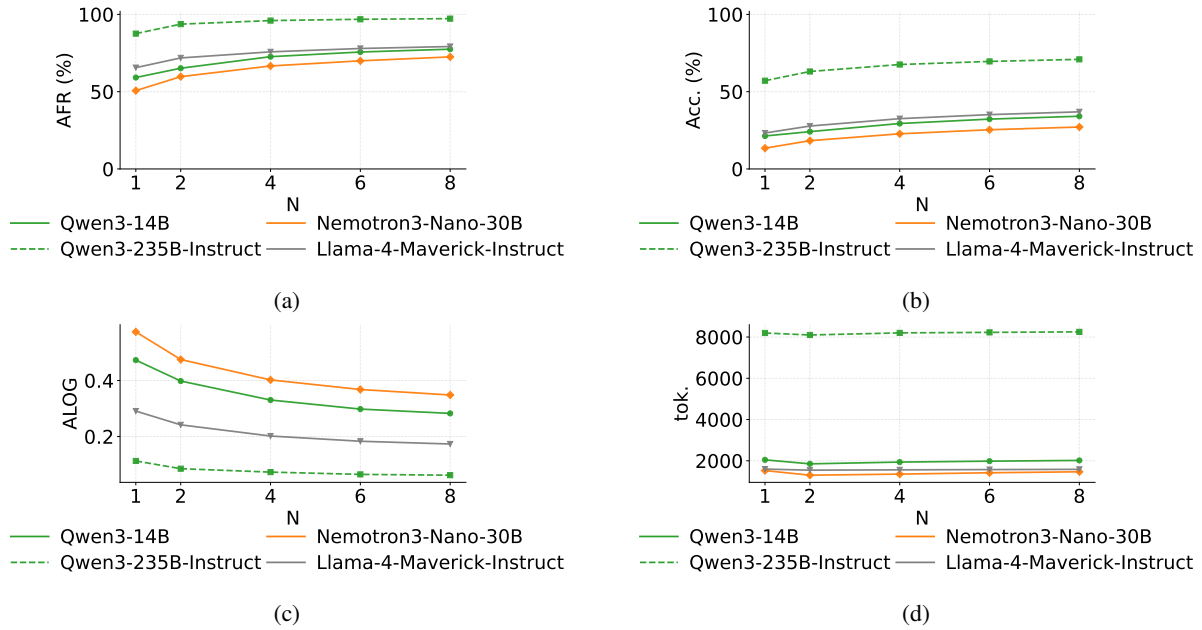 100
50
0
AFR (%)
1 2 4 6 8
N
Qwen3-14B Nemotron3-Nano-30B
Qwen3-235B-Instruct Llama-4-Maverick-Instruct
(a)
100
50
0
Acc. (%)
1 2 4 6 8
N
Qwen3-14B Nemotron3-Nano-30B
Qwen3-235B-Instruct Llama-4-Maverick-Instruct
(b)
0.4
0.2
ALOG
1 2 4 6 8
N
Qwen3-14B Nemotron3-Nano-30B
Qwen3-235B-Instruct Llama-4-Maverick-Instruct
(c)
8000
6000
4000
2000
tok.
1 2 4 6 8
N
Qwen3-14B Nemotron3-Nano-30B
Qwen3-235B-Instruct Llama-4-Maverick-Instruct
(d)